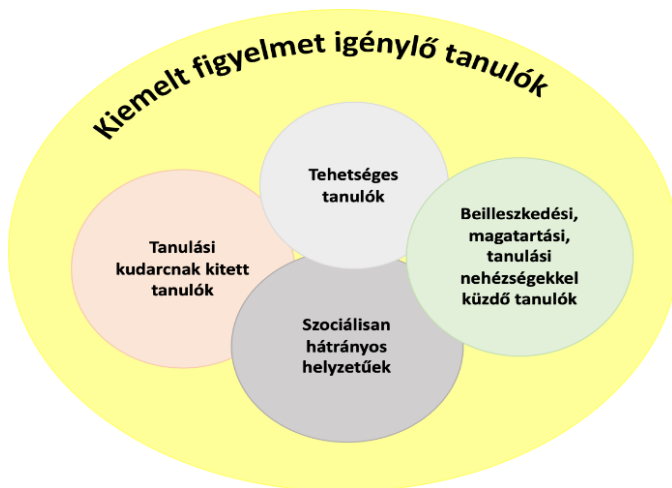 Kiemelt figyelmet igénylő tanulók
Tehetséges
tanulók
Tanulási
kudarcnak kitett
tanulók
Beilleszkedési,
magatartási,
tanulási
nehézségekkel
küzdő tanulók
Szociálisan
hátrányos
helyzetűek